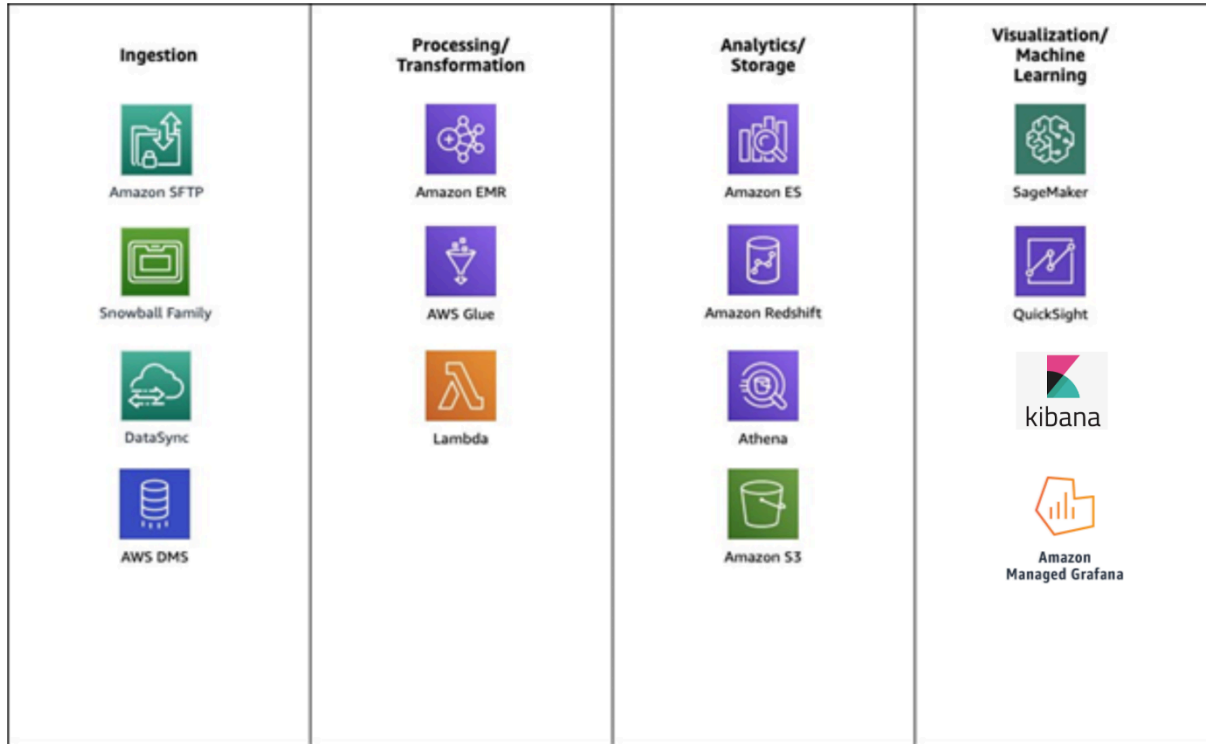 Ingestion
Amazon SFTP
Snowball Family
DataSync
AWS DMS
Processing/
Transformation
Amazon EMR
AWS Glue
Lambda
Analytics/
Storage
Amazon ES
Amazon Redshift
Athena
Amazon S3
Visualization/
Machine
Learning
SageMaker
QuickSight
kibana
Amazon
Managed Grafana